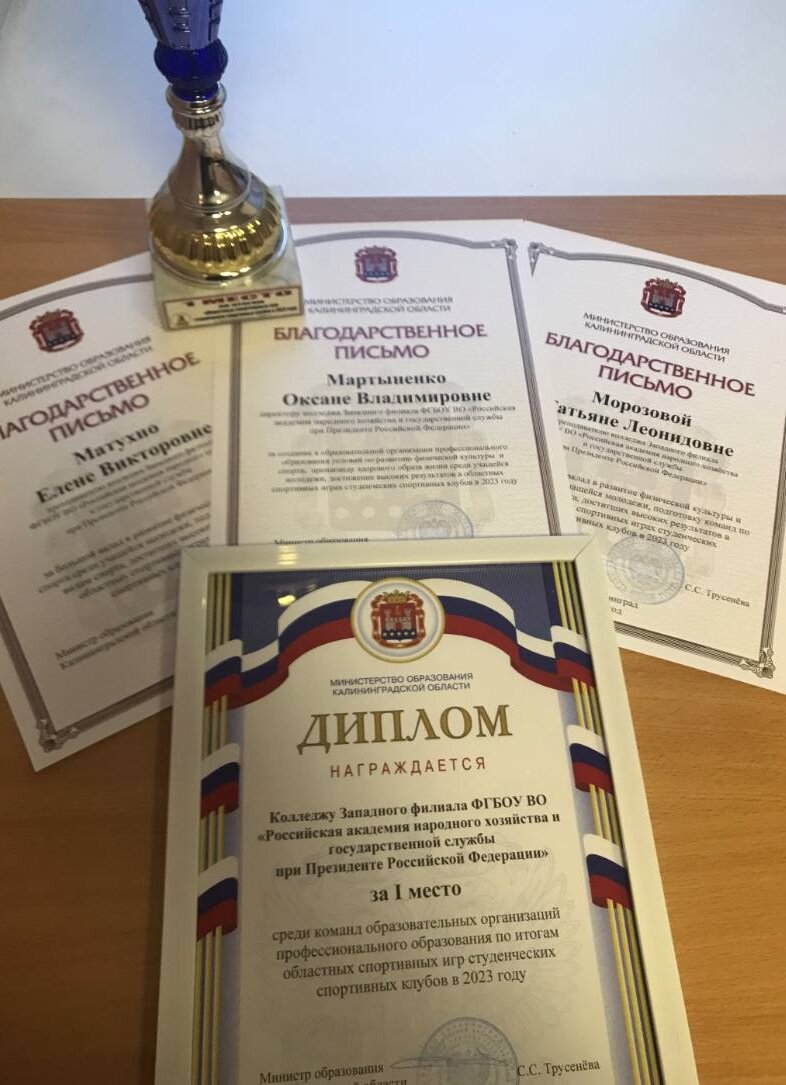 1 МЕСТО
МИНИСТЕРСТВО ОБРАЗОВАНИЯ
КАЛИНИНГРАДСКОЙ ОБЛАСТИ
ЛАГОДАРСТВЕННОЕ
ПИСЬМО
Матухно
Елене Викторовне
Министр образования
Калининградской
МИНИСТЕРСТВО ОБРАЗОВАНИЯ
КАЛИНИНГРАДСКОЙ ОБЛАСТИ
БЛАГОДАРСТВЕННОЕ
ПИСЬМО
Мартыненко
Оксане Владимировне
директору колледжа Западного филиала ФГБОУ ВО «Российская
академия народного хозяйства и государственной службы
при Президенте Российской Федерации»
за создание в образовательной организации профессионального
образования условий по развитию физической культуры и
спорта, пропаганду здорового образа жизни среди учащейся
молодежи, достижение высоких результатов в областных
спортивных играх студенческих спортивных клубов в 2023 году
Министр образования
МИНИСТЕРСТВО ОБРАЗОВАНИЯ
КАЛИНИНГРАДСКОЙ ОБЛАСТИ
БЛАГОДАРСТВЕННОЕ
ПИСЬМО
Морозовой
Татьяне Леонидовне
преподавателю колледжа Западного филиала
ВО «Российская академия народного хозяйства
и государственной службы
при Президенте Российской Федерации»
вклад в развитие физической культуры и
учащейся молодежи, подготовку команд по
достигших высоких результатов в
спортивных играх студенческих
клубов в 2023 году
С.С. Трусенёва
МИНИСТЕРСТВО ОБРАЗОВАНИЯ
КАЛИНИНГРАДСКОЙ ОБЛАСТИ
ДИПЛОМ
НАГРАЖДАЕТСЯ
Колледжу Западного филиала ФГБОУ ВО
«Российская академия народного хозяйства и
государственной службы
при Президенте Российской Федерации»
за I место
среди команд образовательных организаций
профессионального образования по итогам
областных спортивных игр студенческих
спортивных клубов в 2023 году
Министр образования С.С. Трусенёва
области